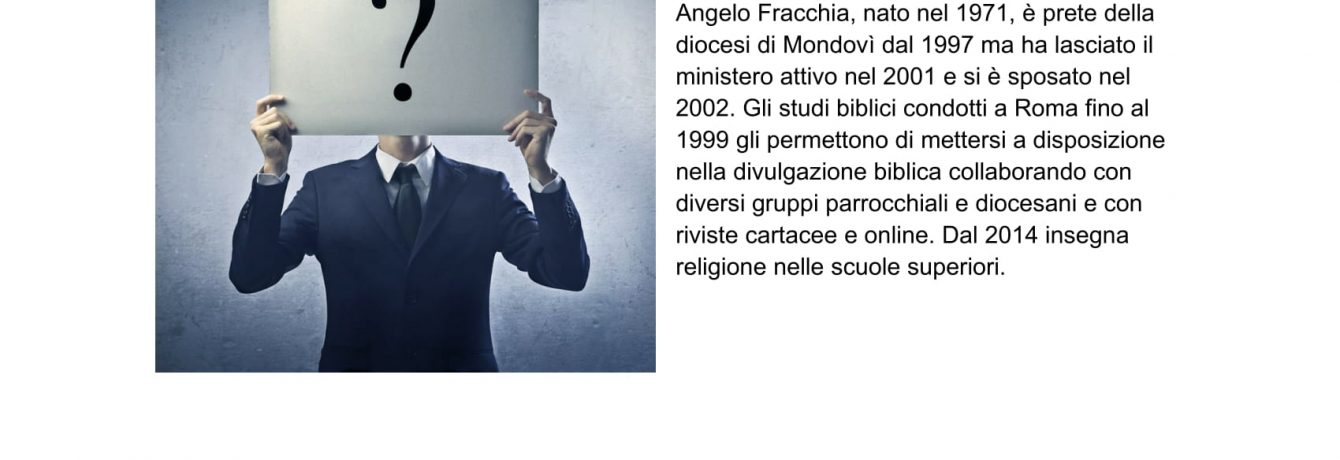 ?
Angelo Fracchia, nato nel 1971, è prete della
diocesi di Mondovì dal 1997 ma ha lasciato il
ministero attivo nel 2001 e si è sposato nel
2002. Gli studi biblici condotti a Roma fino al
1999 gli permettono di mettersi a disposizione
nella divulgazione biblica collaborando con
diversi gruppi parrocchiali e diocesani e con
riviste cartacee e online. Dal 2014 insegna
religione nelle scuole superiori.